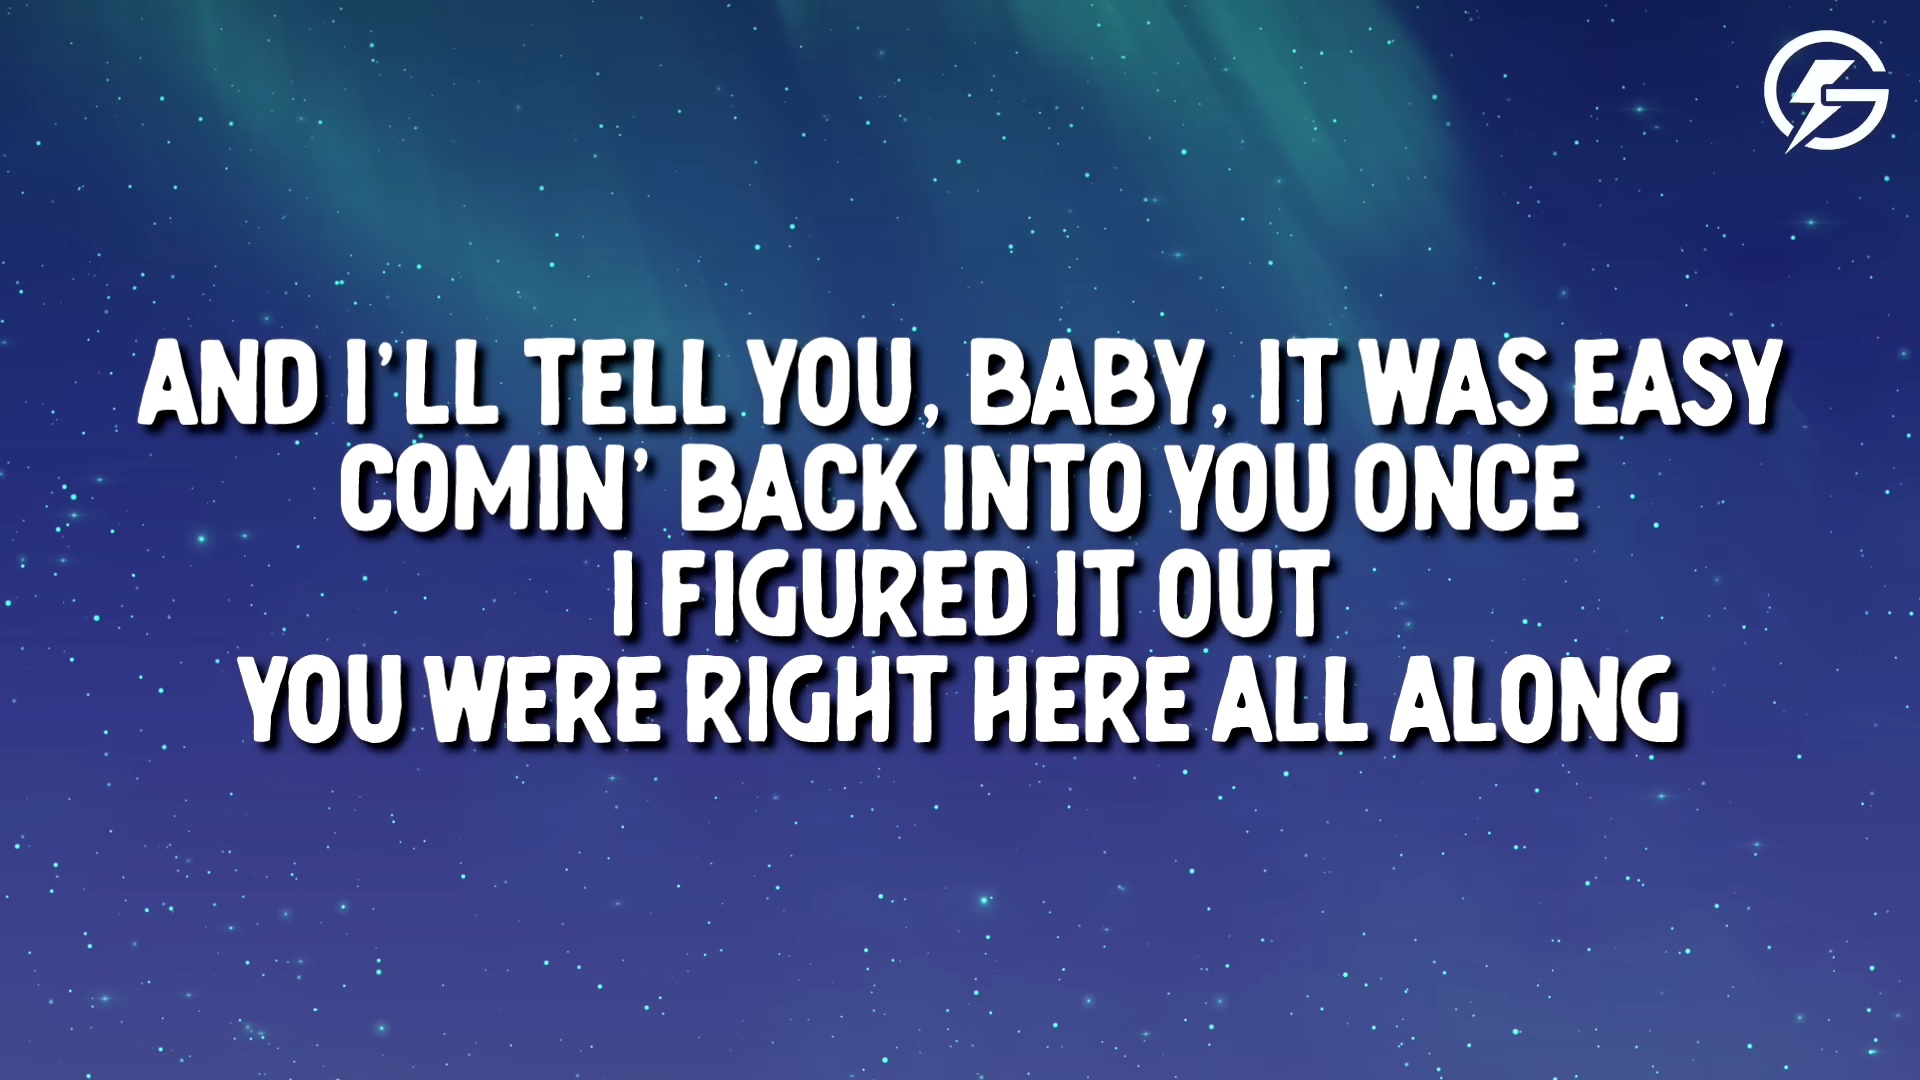 AND I'LL TELL YOU, BABY, IT WAS EASY
COMIN' BACK INTO YOU ONCE
I FIGURED IT OUT
YOU WERE RIGHT HERE ALL ALONG